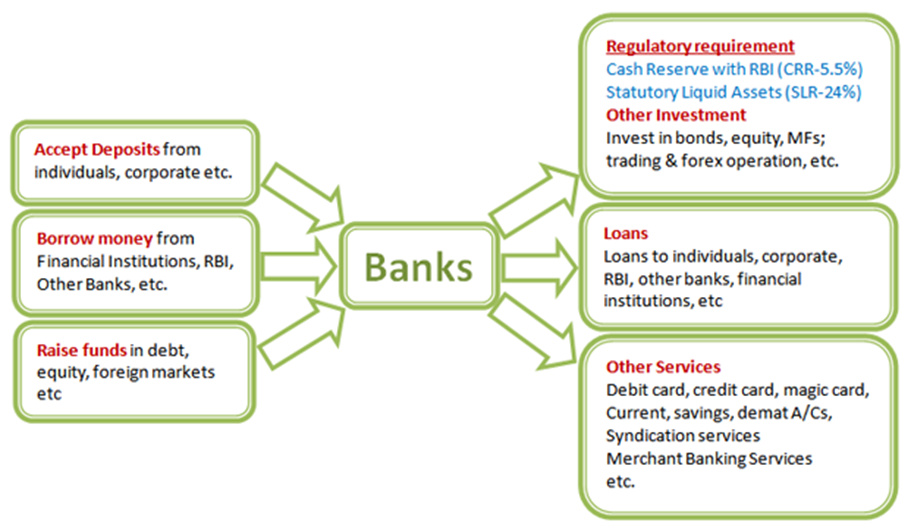 Accept Deposits from
individuals, corporate etc.
Borrow money from
Financial Institutions, RBI,
Other Banks, etc.
Raise funds in debt,
equity, foreign markets
etc
Banks
Regulatory requirement
Cash Reserve with RBI (CRR-5.5%)
Statutory Liquid Assets (SLR-24%)
Other Investment
Invest in bonds, equity, MFs;
trading & forex operation, etc.
Loans
Loans to individuals, corporate,
RBI, other banks, financial
institutions, etc
Other Services
Debit card, credit card, magic card,
Current, savings, demat A/Cs,
Syndication services
Merchant Banking Services
etc.